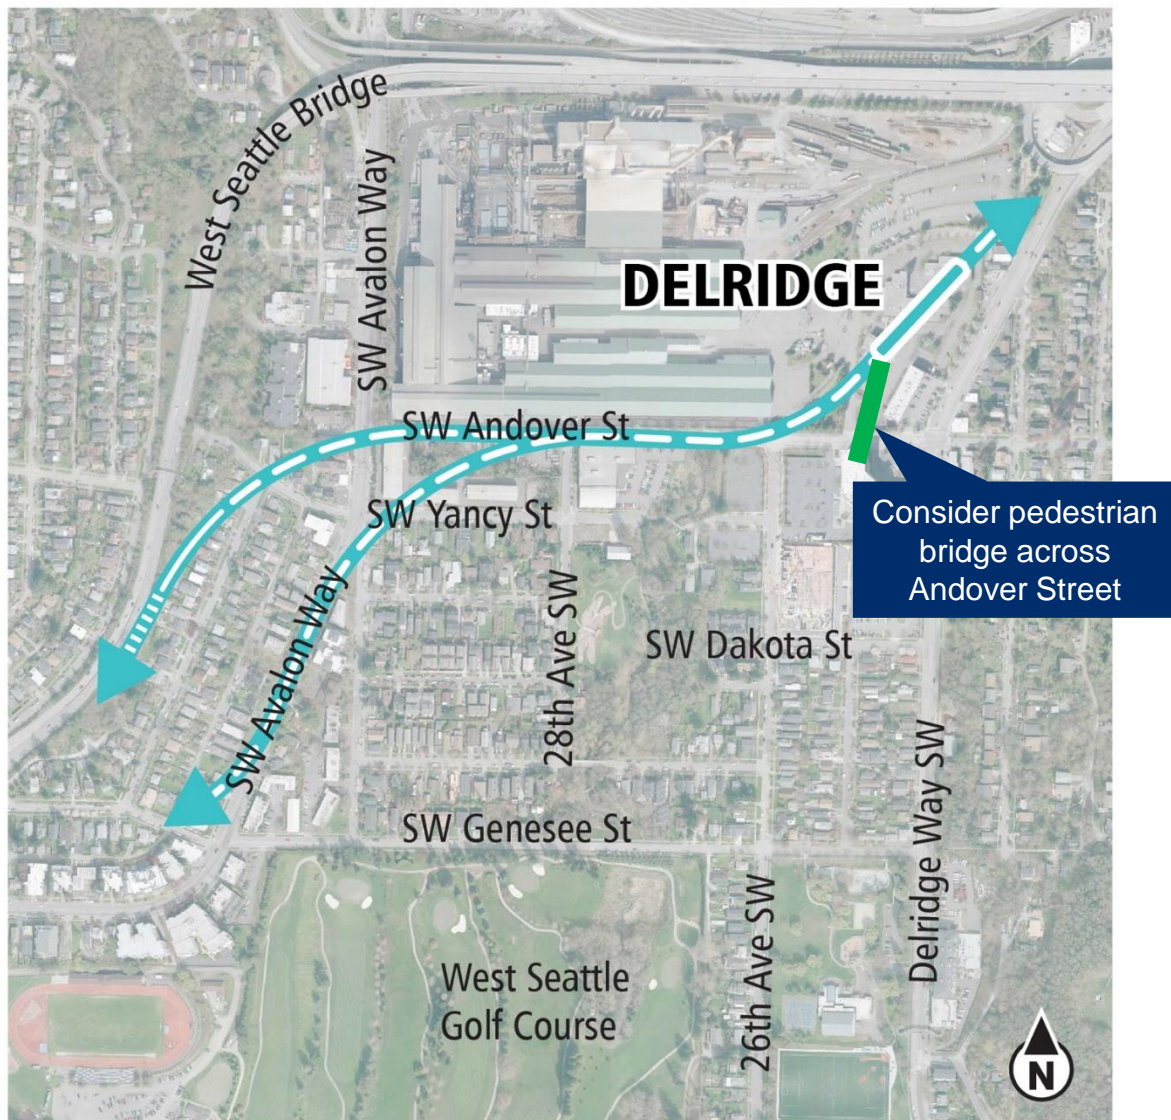 West Seattle Bridge
SW Avalon Way
DELRIDGE
SW Andover St
SW Yancy St
Consider pedestrian
bridge across
Andover Street
SW Avalon Way
28th Ave SW
SW Dakota St
Delridge Way SW
SW Genesee St
26th Ave SW
West Seattle
Golf Course
N